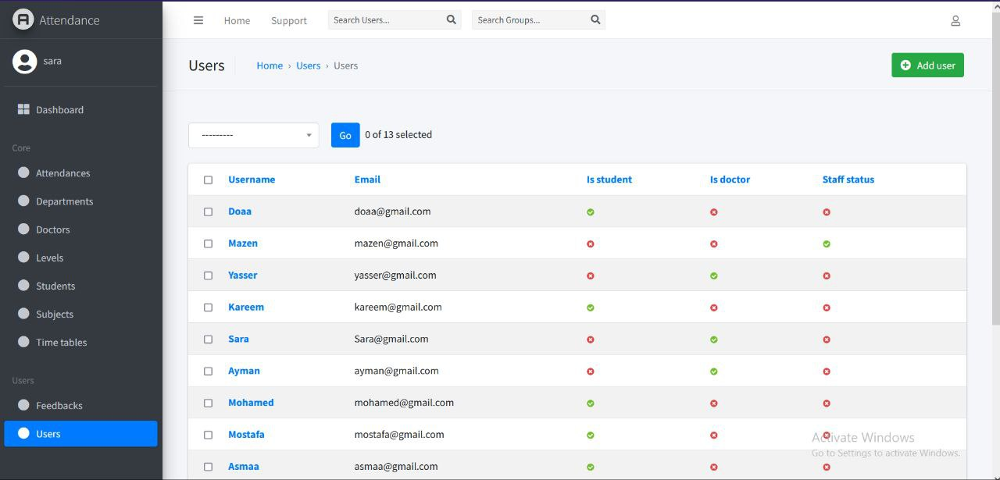 Attendance
Home Support Search Users... Search Groups...
sara
Users Home › Users › Users Add user
Dashboard
--------- Go 0 of 13 selected
Core
Attendances
Departments
Doctors
Levels
Students
Subjects
Time tables
Users
Feedbacks
Users
Username Email Is student Is doctor Staff status
Doaa doaa@gmail.com
Mazen mazen@gmail.com
Yasser yasser@gmail.com
Kareem kareem@gmail.com
Sara Sara@gmail.com
Ayman ayman@gmail.com
Mohamed mohamed@gmail.com
Mostafa mostafa@gmail.com
Asmaa asmaa@gmail.com
Activate Windows
Go to Settings to activate Windows.